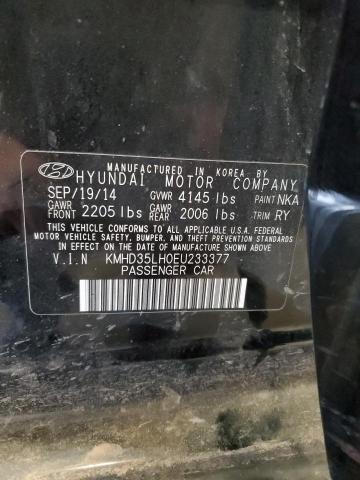 MANUFACTURED IN KOREA BY
HYUNDAI MOTOR COMPANY
SEP/19/14 GVWR 4145 lbs PAINT NKA
GAWR FRONT 2205 lbs GAWR REAR 2006 lbs TRIM RY
THIS VEHICLE CONFORMS TO ALL APPLICABLE FEDERAL
MOTOR VEHICLE SAFETY, BUMPER, AND THEFT PREVENTION
STANDARDS IN EFFECT ON THE DATE OF MANUFACTURE
SHOWN ABOVE.
V.I.N KMHD35LH0EU233377
PASSENGER CAR